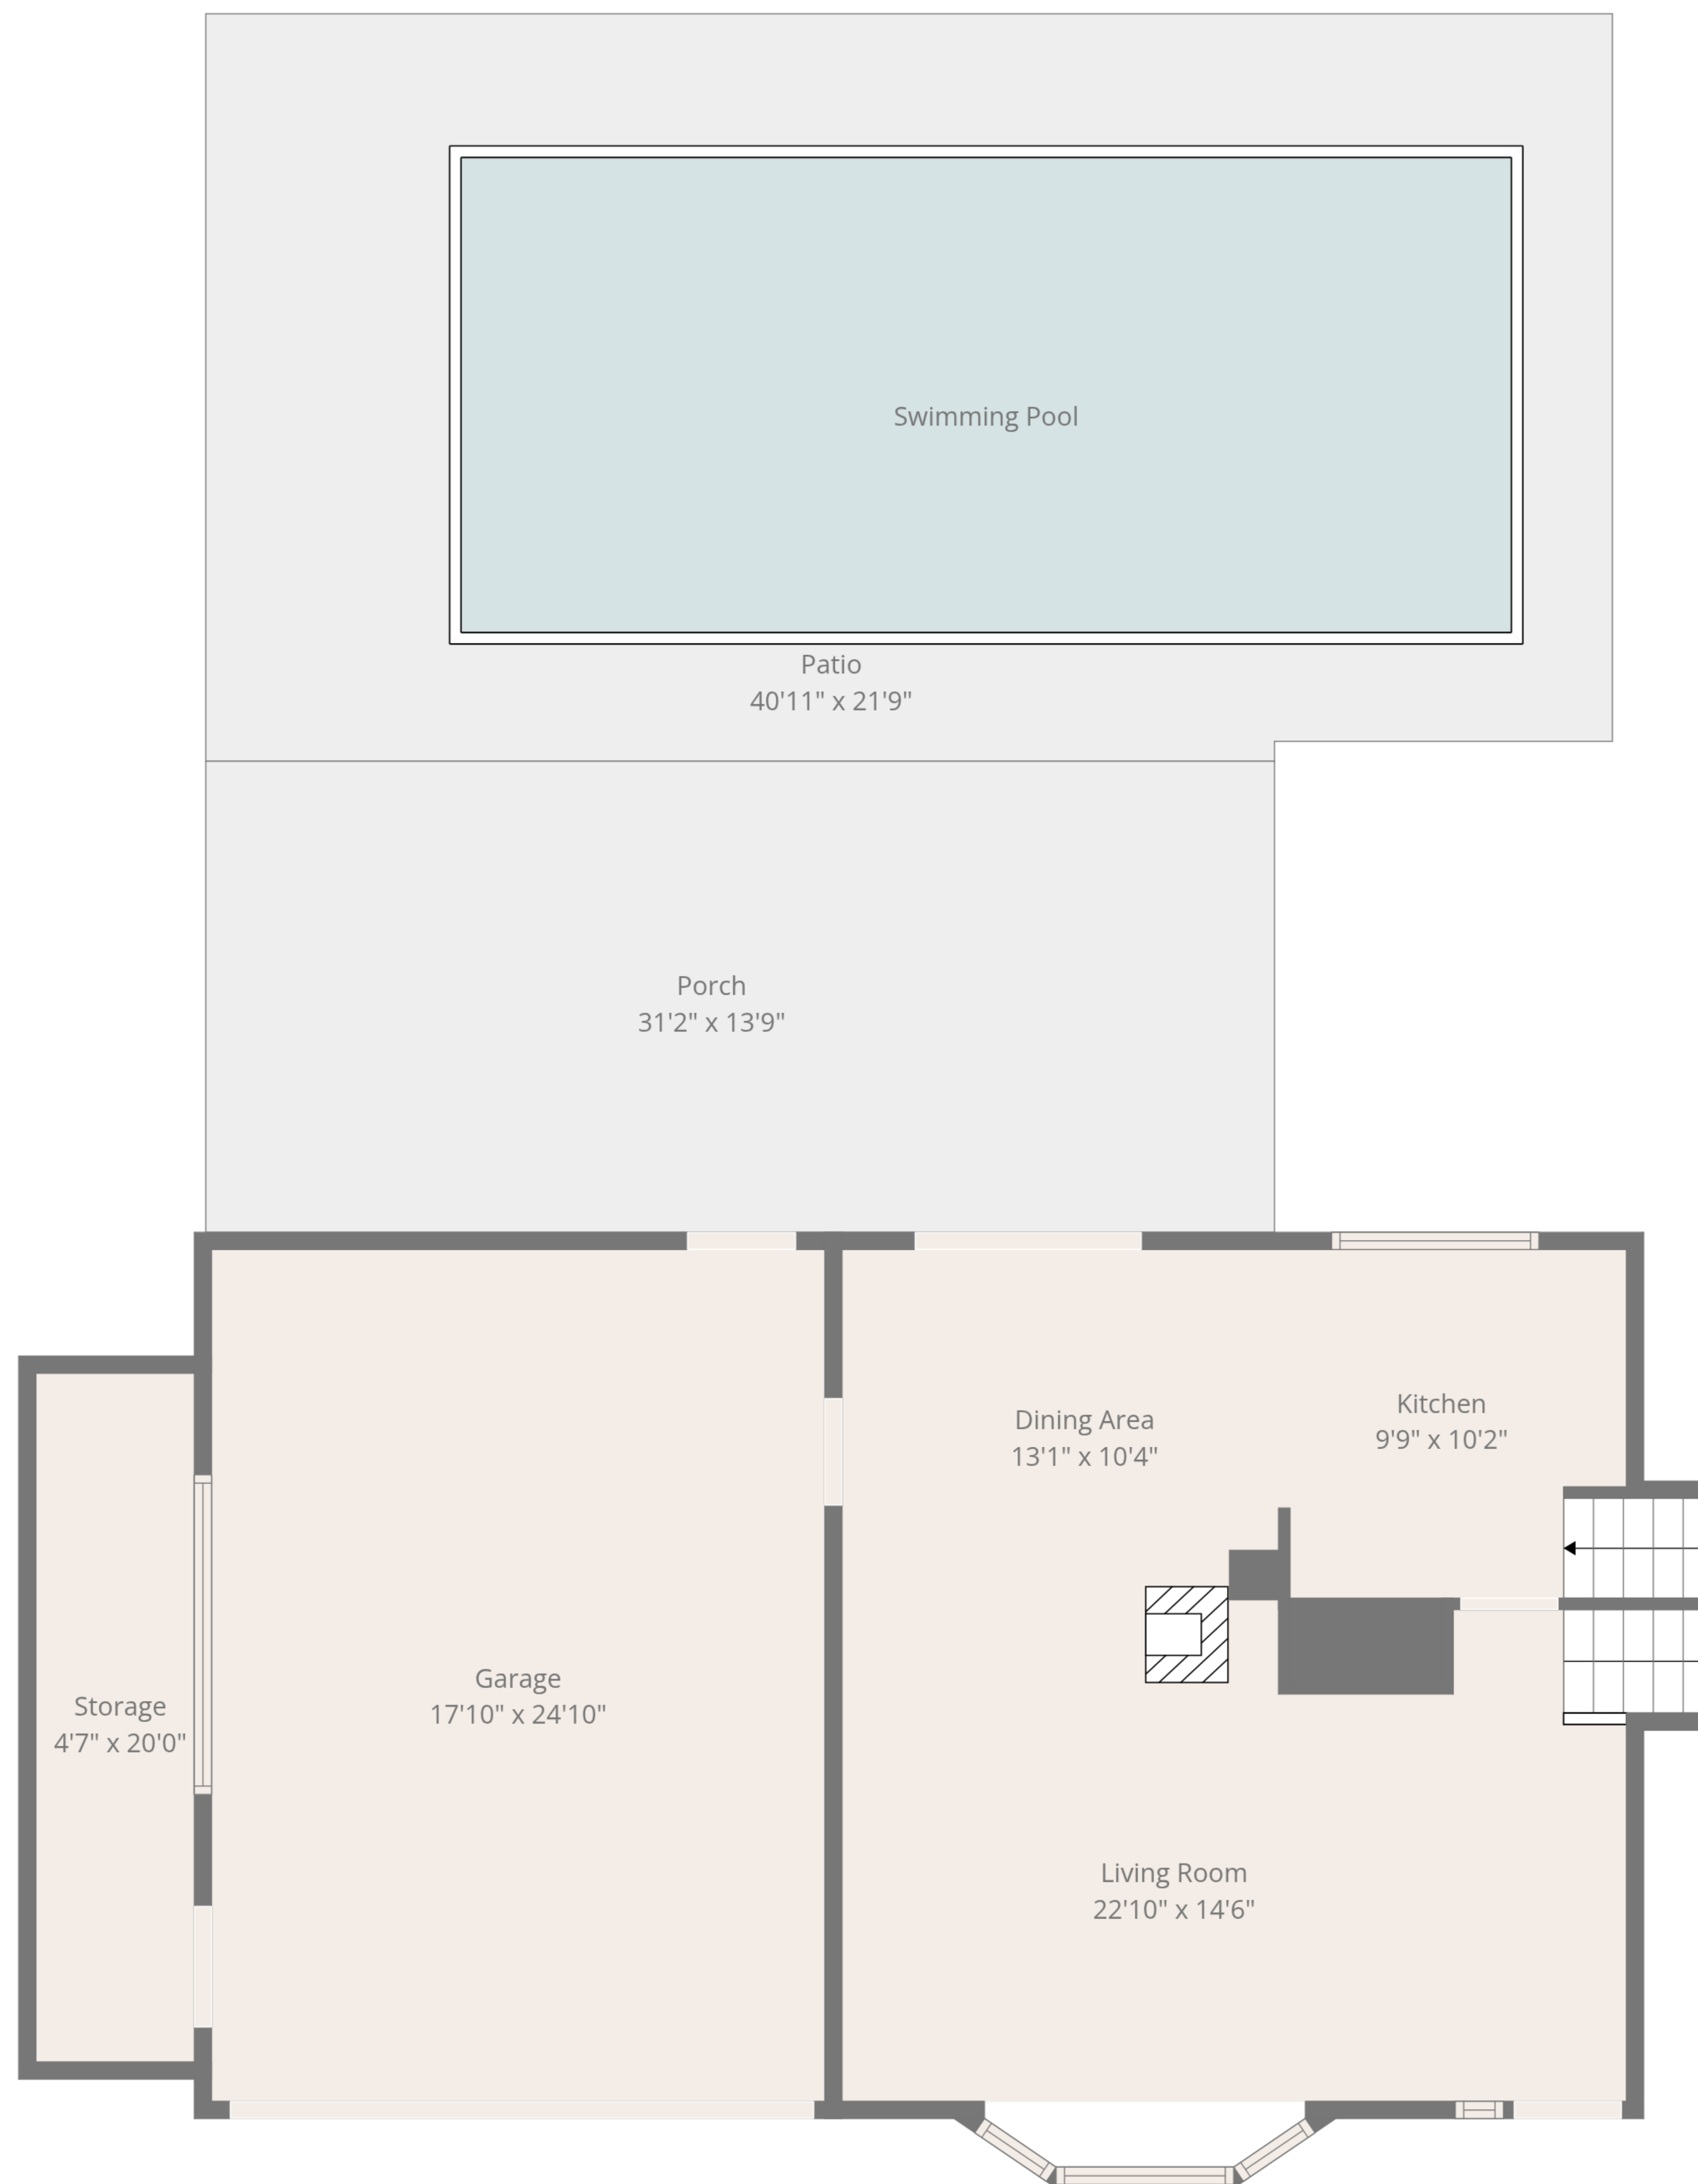 Swimming Pool
Patio
40'11" x 21'9"
Porch
31'2" x 13'9"
Dining Area
13'1" x 10'4"
Kitchen
9'9" x 10'2"
Storage
4'7" x 20'0"
Garage
17'10" x 24'10"
Living Room
22'10" x 14'6"